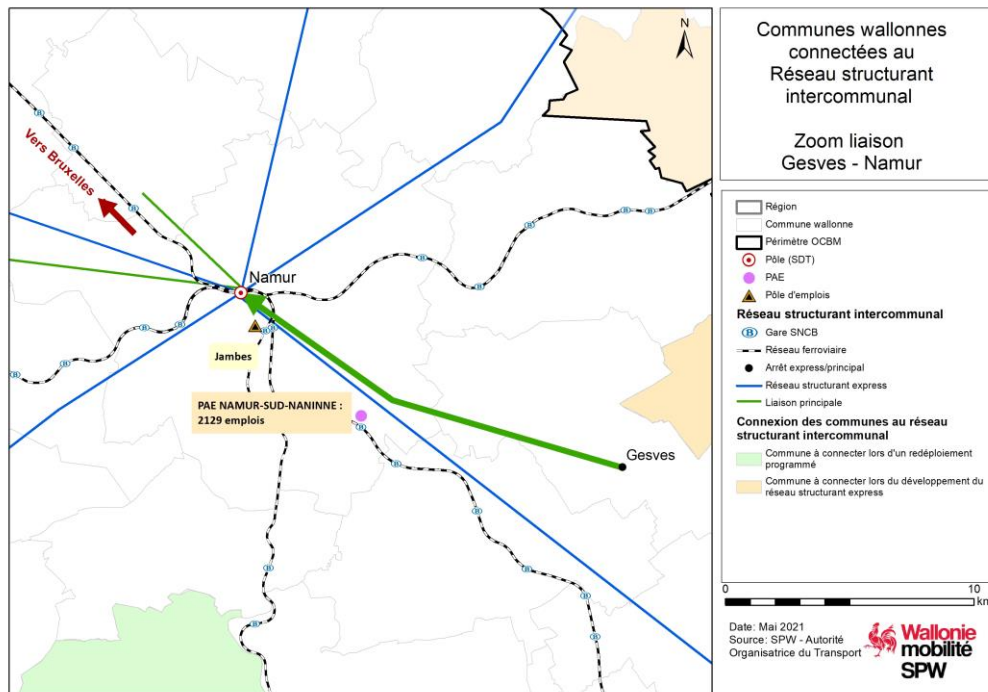 N
Vers Bruxelles
Namur
Jambes
PAE NAMUR-SUD-NANINNE :
2129 emplois
Gesves
Communes wallonnes
connectées au
Réseau structurant
intercommunal
Zoom liaison
Gesves - Namur
Région
Commune wallonne
Périmètre OCBM
Pôle (SDT)
PAE
Pôle d'emplois
Réseau structurant intercommunal
B Gare SNCB
Réseau ferroviaire
Arrêt express/principal
Réseau structurant express
Liaison principale
Connexion des communes au réseau
structurant intercommunal
Commune à connecter lors d'un redéploiement
programmé
Commune à connecter lors du développement du
réseau structurant express
0 10
km
Date: Mai 2021
Source: SPW - Autorité
Organisatrice du Transport
Wallonie
mobilité
SPW